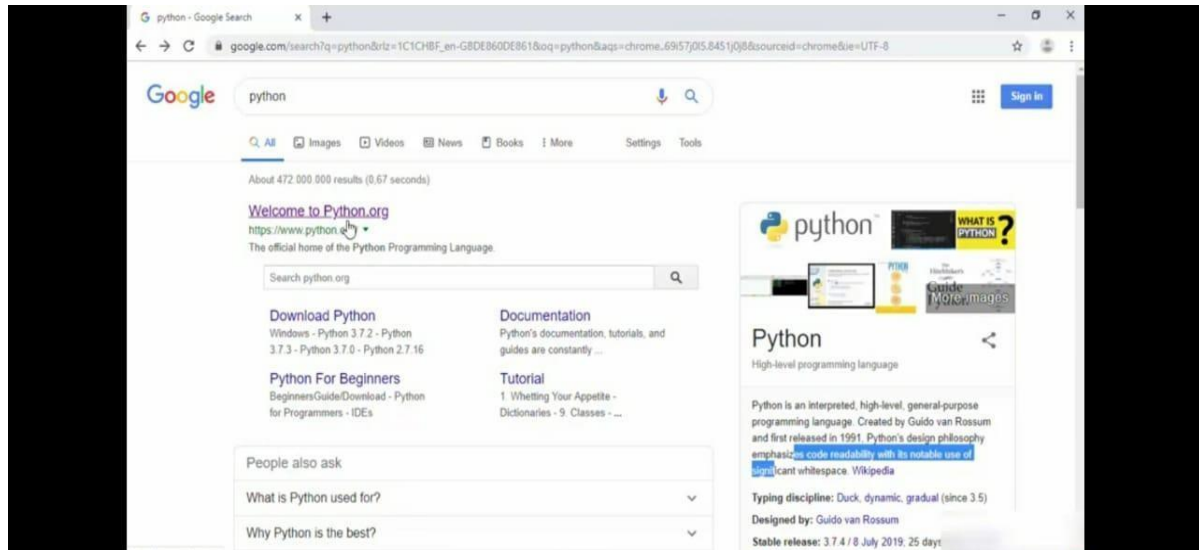 python - Google Search
google.com/search?q=python&rlz=1C1CHBF_en-GBDE860DE861&oq=python&aqs=chrome..69i57j0l5.8451j0j8&sourceid=chrome&ie=UTF-8
Google
python
Sign in
All Images Videos News Books More Settings Tools
About 472.000.000 results (0,67 seconds)
Welcome to Python.org
https://www.python.
The official home of the Python Programming Language.
Search python.org
Download Python
Windows - Python 3.7.2 - Python
3.7.3 - Python 3.7.0 - Python 2.7.16
Documentation
Python's documentation, tutorials, and
guides are constantly ...
Python For Beginners
BeginnersGuide/Download - Python
for Programmers - IDEs
Tutorial
1. Whetting Your Appetite -
Dictionaries - 9. Classes - ...
People also ask
What is Python used for?
Why Python is the best?
python
WHAT IS
PYTHON
?
PYTHON
The
Hitchhiker's
Guide
More images
Python
High-level programming language
Python is an interpreted, high-level, general-purpose
programming language. Created by Guido van Rossum
and first released in 1991, Python's design philosophy
emphasizes code readability with its notable use of
significant whitespace. Wikipedia
Typing discipline: Duck, dynamic, gradual (since 3.5)
Designed by: Guido van Rossum
Stable release: 3.7.4 / 8 July 2019; 25 days